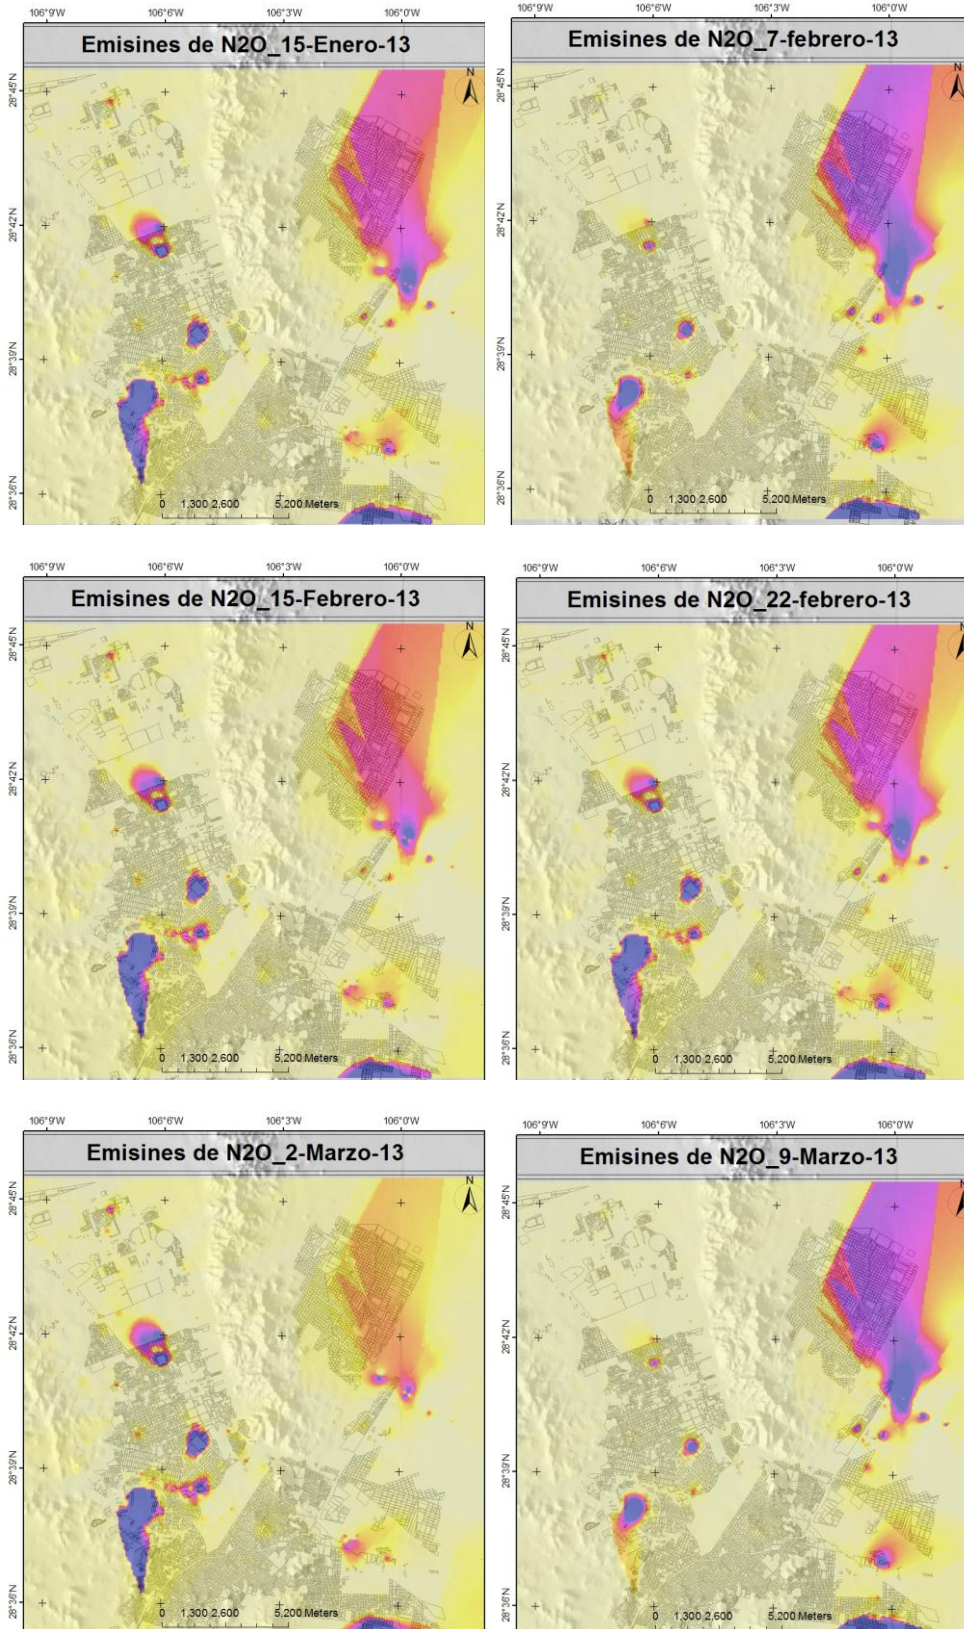 106°9'W 106°6'W 106°3'W 106°0'W
Emisines de N2O_15-Enero-13
N
28°45'N
28°42'N
28°39'N
28°36'N
0 1,300 2,600 5,200 Meters
106°9'W 106°6'W 106°3'W 106°0'W
Emisines de N2O_7-febrero-13
N
28°45'N
28°42'N
28°39'N
28°36'N
0 1,300 2,600 5,200 Meters
106°9'W 106°6'W 106°3'W 106°0'W
Emisines de N2O_15-Febrero-13
N
28°45'N
28°42'N
28°39'N
28°36'N
0 1,300 2,600 5,200 Meters
106°9'W 106°6'W 106°3'W 106°0'W
Emisines de N2O_22-febrero-13
N
28°45'N
28°42'N
28°39'N
28°36'N
0 1,300 2,600 5,200 Meters
106°9'W 106°6'W 106°3'W 106°0'W
Emisines de N2O_2-Marzo-13
N
28°45'N
28°42'N
28°39'N
28°36'N
0 1,300 2,600 5,200 Meters
106°9'W 106°6'W 106°3'W 106°0'W
Emisines de N2O_9-Marzo-13
N
28°45'N
28°42'N
28°39'N
28°36'N
0 1,300 2,600 5,200 Meters